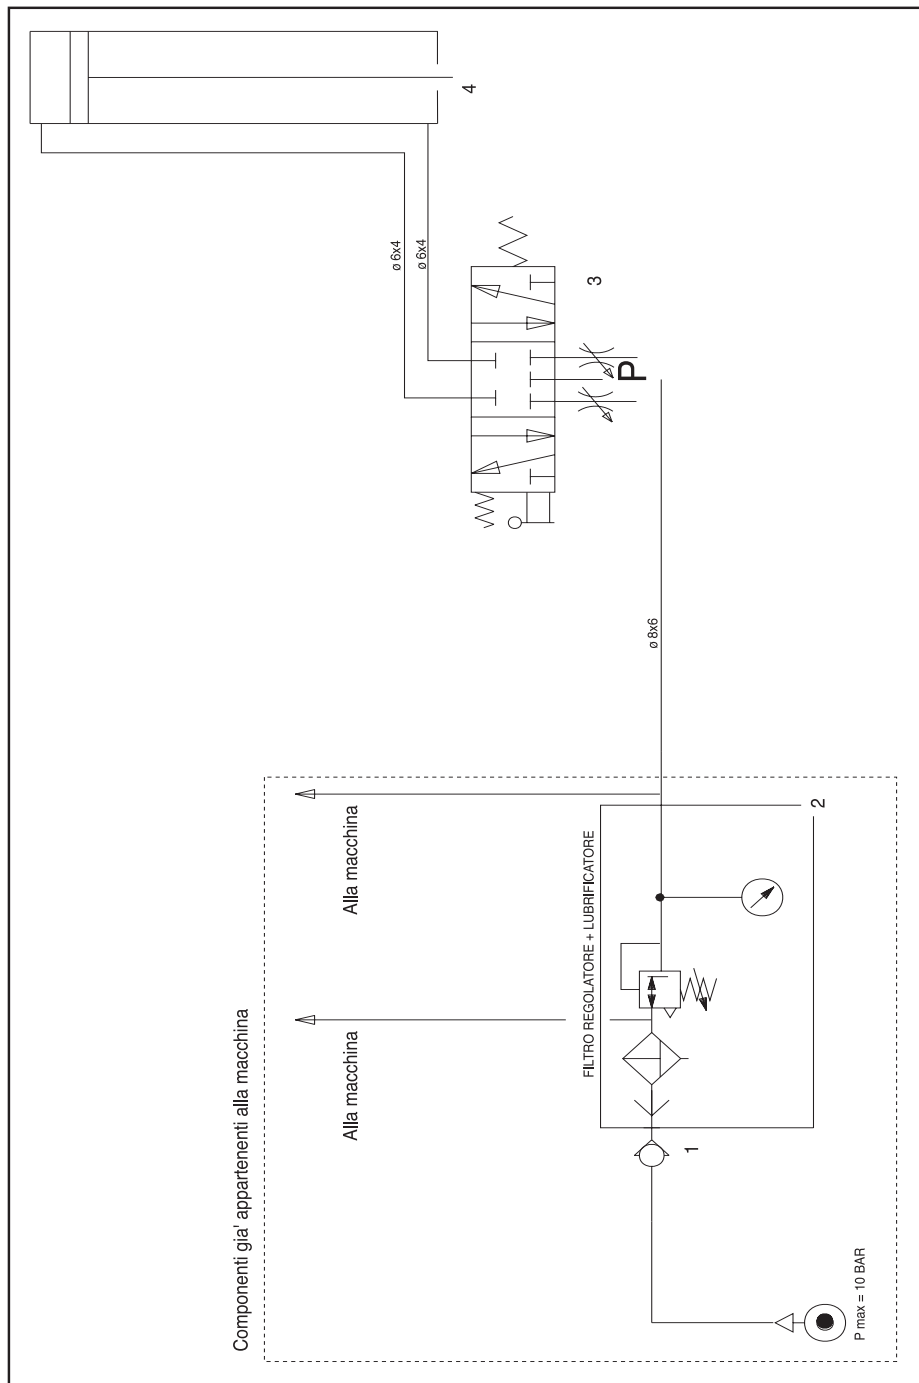 Componenti gia' appartenenti alla macchina
Alla macchina
Alla macchina
FILTRO REGOLATORE + LUBRIFICATORE
P max = 10 BAR
1
2
ø 8x6
P
3
ø 6x4
ø 6x4
4